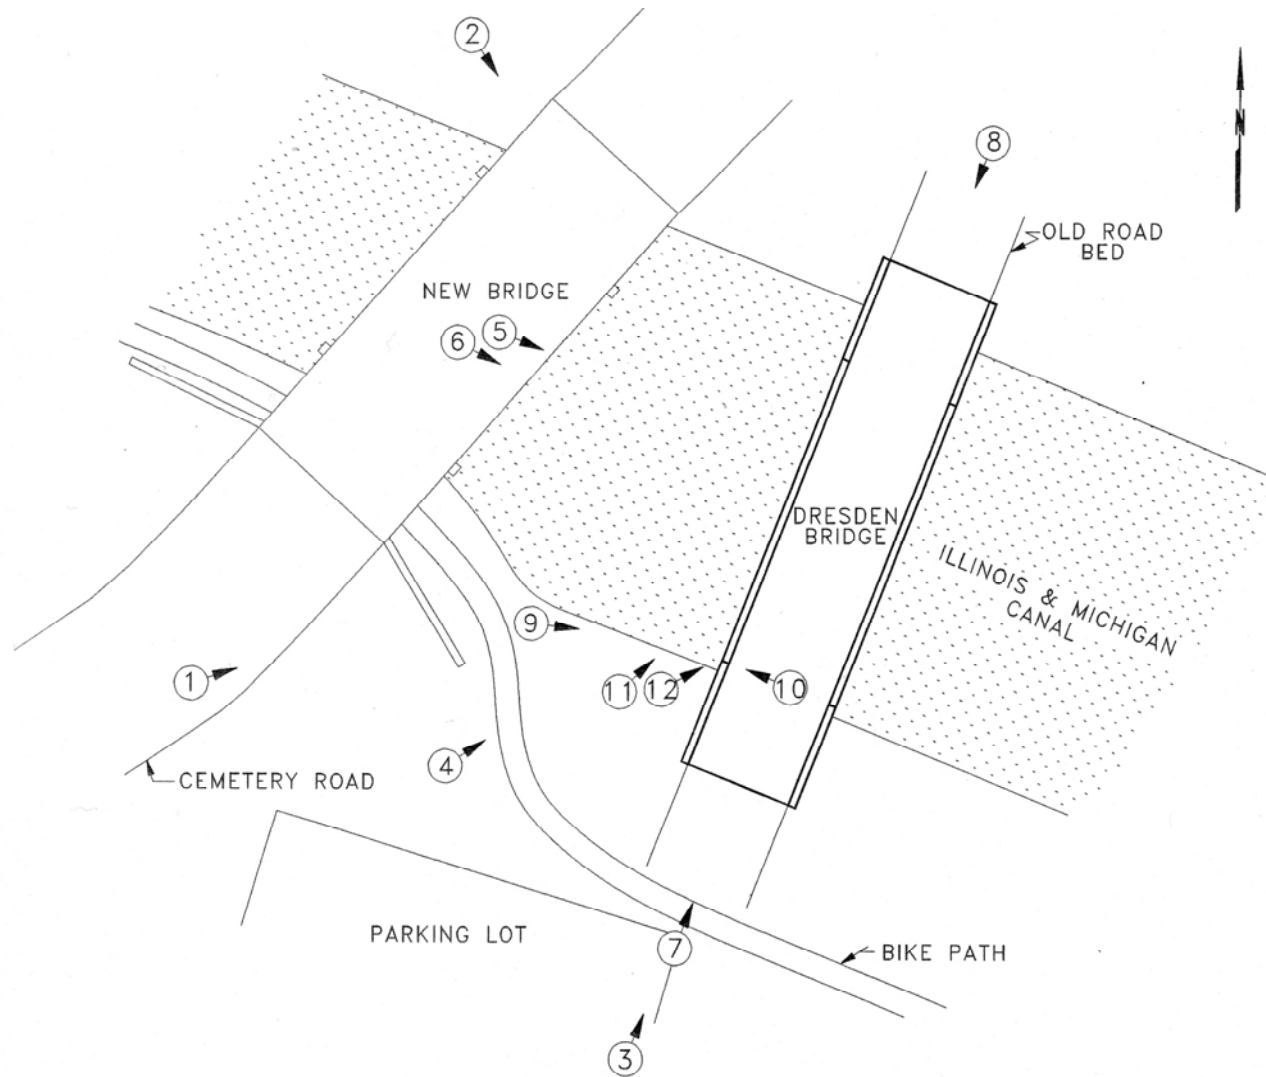 2
N
8
OLD ROAD
BED
NEW BRIDGE
5
6
DRESDEN
BRIDGE
ILLINOIS & MICHIGAN
CANAL
9
1
11
12
10
4
CEMETERY ROAD
PARKING LOT
7
BIKE PATH
3